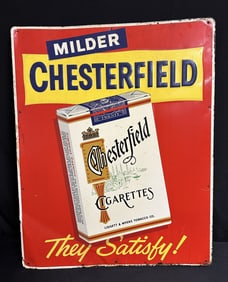 MILDER
CHESTERFIELD
Chesterfield
CIGARETTES
LIGGETT & MYERS TOBACCO CO.
They Satisfy!